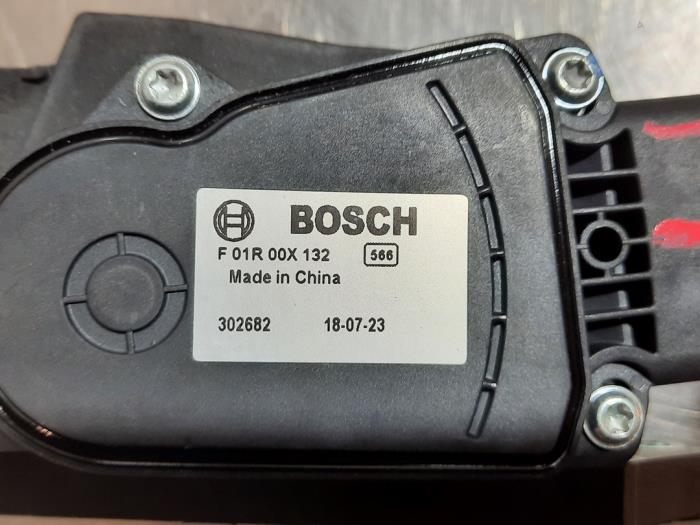 BOSCH
F 01R 00X 132 566
Made in China
302682 18-07-23